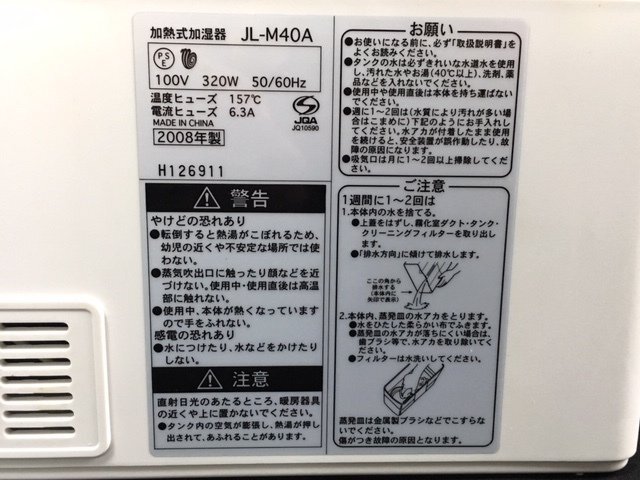 加熱式加湿器 JL-M40A
PSE
100V 320W 50/60Hz
温度ヒューズ 157℃
電流ヒューズ 6.3A
MADE IN CHINA
2008年製
JQA
JQ10590
H126911
警告
やけどの恐れあり
●転倒すると熱湯がこぼれるため、
幼児の近くや不安定な場所では使
わない。
●蒸気吹出口に触ったり顔などを近
づけない。使用中・使用直後は高温
部に触れない。
●使用中、本体が熱くなっています
ので手をふれない。
感電の恐れあり
●水につけたり、水などをかけたり
しない。
注意
直射日光のあたるところ、暖房器具
の近くや上に置かないでください。
●タンク内の空気が膨張し、熱湯が押し
出されて、あふれることがあります。
お願い
●お使いになる前に、必ず「取扱説明書」を
よくお読みください。
●タンクの水は必ずきれいな水道水を使用
し、汚れた水やお湯(40℃以上)、洗剤、薬
品などを入れないでください。
●使用中や使用直後は本体を持ち運ばない
でください。
●週に1〜2回は(水質により汚れが多い場
合はこまめに)下記のようにお手入れし
てください。水アカが付着したまま使用
を続けると、安全装置が誤作動したり、故
障の原因になります。
●吸気口は月に1〜2回以上掃除してくだ
さい。
ご注意
1週間に1〜2回は
1.本体内の水を捨てる。
●上蓋をはずし、霧化室ダクト・タンク・
クリーニングフィルターを取り出し
ます。
●「排水方向」に傾けて排水します。
ここの角から
排水する
(本体内に
矢印で表示)
2.本体内、蒸発皿の水アカをとります。
●水をひたした柔らかい布でふきます。
●蒸発皿の水アカが落ちにくい場合は、
歯ブラシ等で、水アカを取り除いてく
ださい。
●フィルターは水洗いしてください。
蒸発皿は金属製ブラシなどでこすらな
いでください。
傷がつき故障の原因となります。